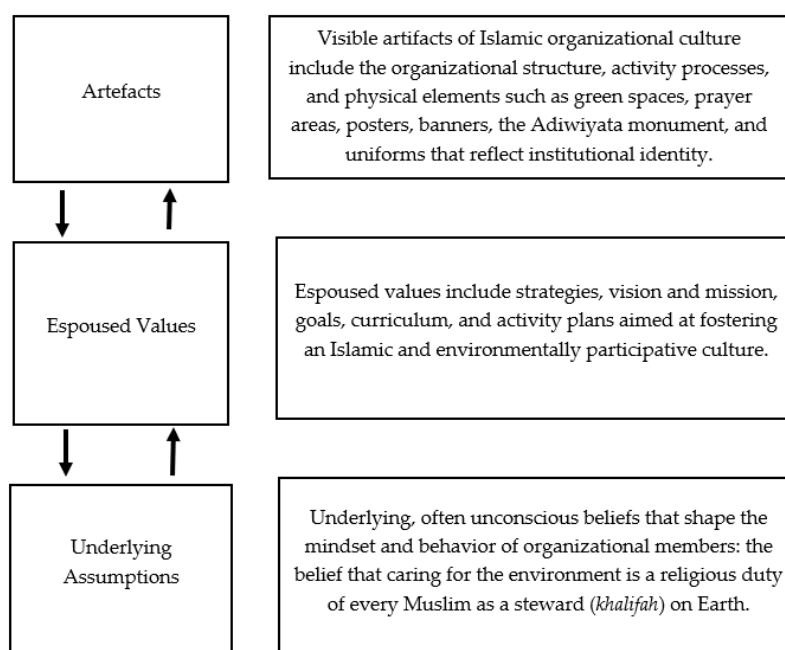 Artefacts
Visible artifacts of Islamic organizational culture
include the organizational structure, activity processes,
and physical elements such as green spaces, prayer
areas, posters, banners, the Adiwiyata monument, and
uniforms that reflect institutional identity.
Espoused Values
Espoused values include strategies, vision and mission,
goals, curriculum, and activity plans aimed at fostering
an Islamic and environmentally participative culture.
Underlying
Assumptions
Underlying, often unconscious beliefs that shape the
mindset and behavior of organizational members: the
belief that caring for the environment is a religious duty
of every Muslim as a steward (khalifah) on Earth.